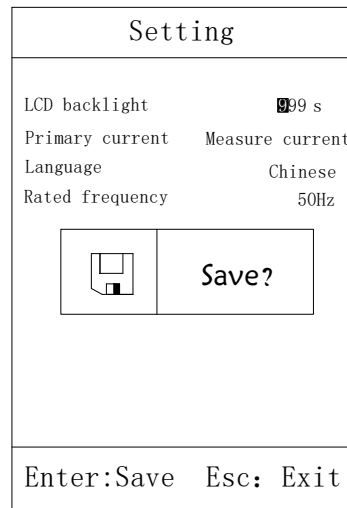 Setting
LCD backlight 999 s
Primary current Measure current
Language Chinese
Rated frequency 50Hz
Save?
Enter:Save Esc: Exit